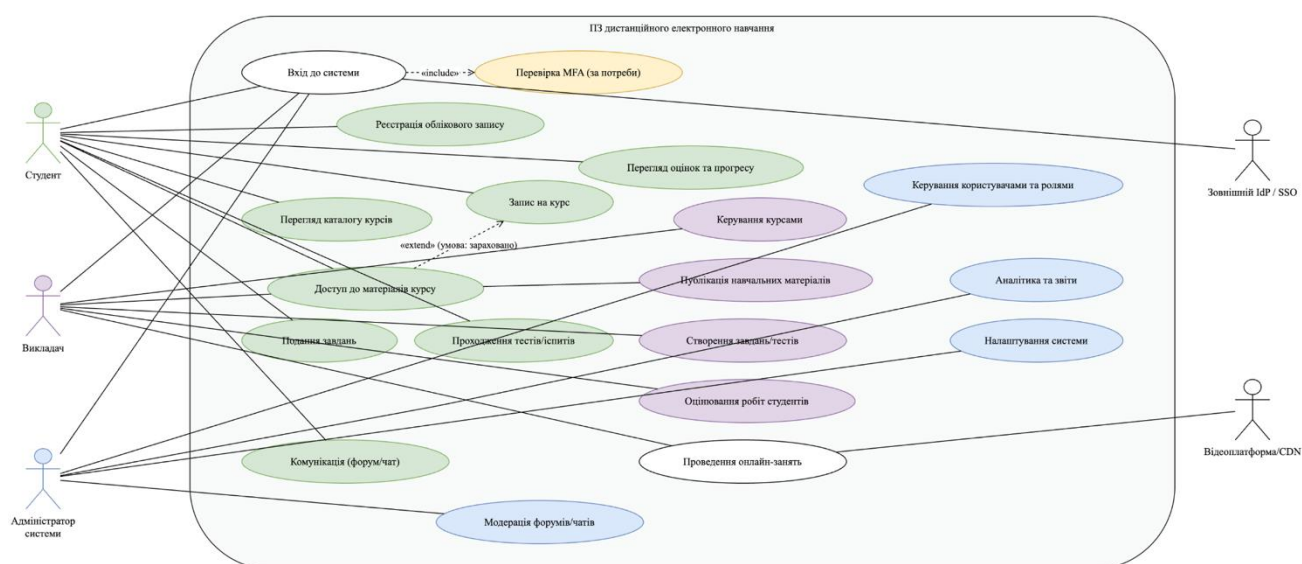 ПЗ дистанційного електронного навчання
Вхід до системи
«include»
Перевірка MFA (за потреби)
Реєстрація облікового запису
Студент
Перегляд оцінок та прогресу
Зовнішній IdP / SSO
Керування користувачами та ролями
Запис на курс
Перегляд каталогу курсів
Керування курсами
«extend» (умова: зараховано)
Доступ до матеріалів курсу
Публікація навчальних матеріалів
Аналітика та звіти
Викладач
Подання завдань
Проходження тестів/іспитів
Створення завдань/тестів
Налаштування системи
Оцінювання робіт студентів
Відеоплатформа/CDN
Комунікація (форум/чат)
Проведення онлайн-занять
Адміністратор
системи
Модерація форумів/чатів